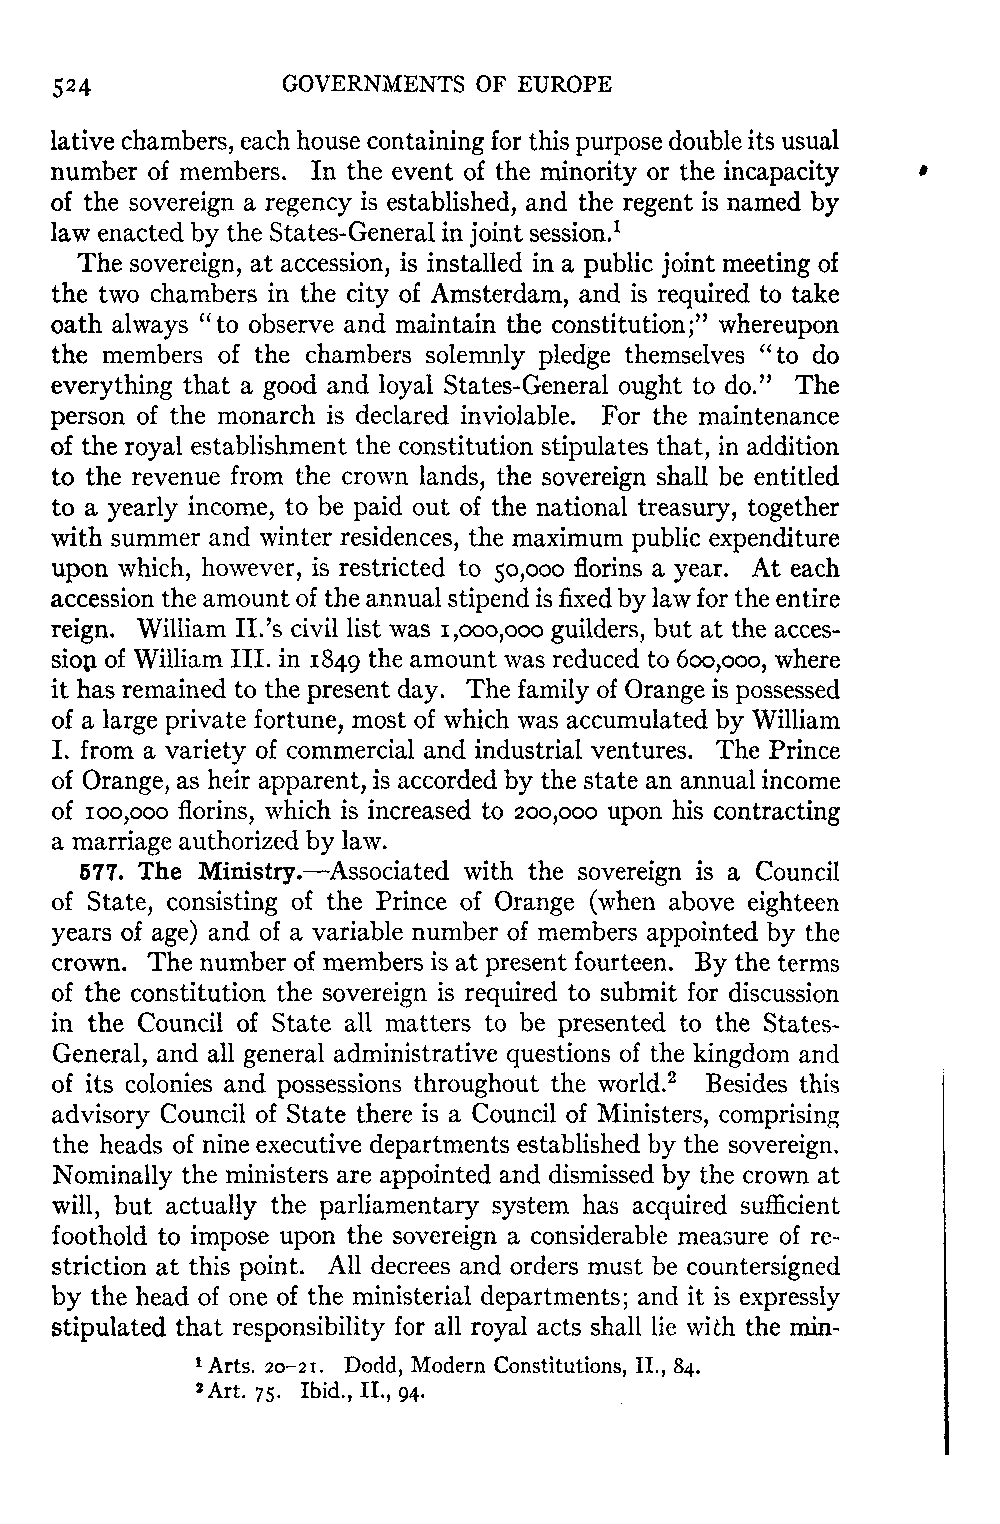 524 GOVERNMENTS OF EUROPE
lative chambers, each house containing for this purpose double its usual
number of members. In the event of the minority or the incapacity
of the sovereign a regency is established, and the regent is named by
law enacted by the States-General in joint session.¹
The sovereign, at accession, is installed in a public joint meeting of
the two chambers in the city of Amsterdam, and is required to take
oath always “to observe and maintain the constitution;” whereupon
the members of the chambers solemnly pledge themselves “to do
everything that a good and loyal States-General ought to do.” The
person of the monarch is declared inviolable. For the maintenance
of the royal establishment the constitution stipulates that, in addition
to the revenue from the crown lands, the sovereign shall be entitled
to a yearly income, to be paid out of the national treasury, together
with summer and winter residences, the maximum public expenditure
upon which, however, is restricted to 50,000 florins a year. At each
accession the amount of the annual stipend is fixed by law for the entire
reign. William II.’s civil list was 1,000,000 guilders, but at the acces-
sion of William III. in 1849 the amount was reduced to 600,000, where
it has remained to the present day. The family of Orange is possessed
of a large private fortune, most of which was accumulated by William
I. from a variety of commercial and industrial ventures. The Prince
of Orange, as heir apparent, is accorded by the state an annual income
of 100,000 florins, which is increased to 200,000 upon his contracting
a marriage authorized by law.
577. The Ministry.—Associated with the sovereign is a Council
of State, consisting of the Prince of Orange (when above eighteen
years of age) and of a variable number of members appointed by the
crown. The number of members is at present fourteen. By the terms
of the constitution the sovereign is required to submit for discussion
in the Council of State all matters to be presented to the States-
General, and all general administrative questions of the kingdom and
of its colonies and possessions throughout the world.² Besides this
advisory Council of State there is a Council of Ministers, comprising
the heads of nine executive departments established by the sovereign.
Nominally the ministers are appointed and dismissed by the crown at
will, but actually the parliamentary system has acquired sufficient
foothold to impose upon the sovereign a considerable measure of re-
striction at this point. All decrees and orders must be countersigned
by the head of one of the ministerial departments; and it is expressly
stipulated that responsibility for all royal acts shall lie with the min-
¹ Arts. 20–21. Dodd, Modern Constitutions, II., 84.
² Art. 75. Ibid., II., 94.